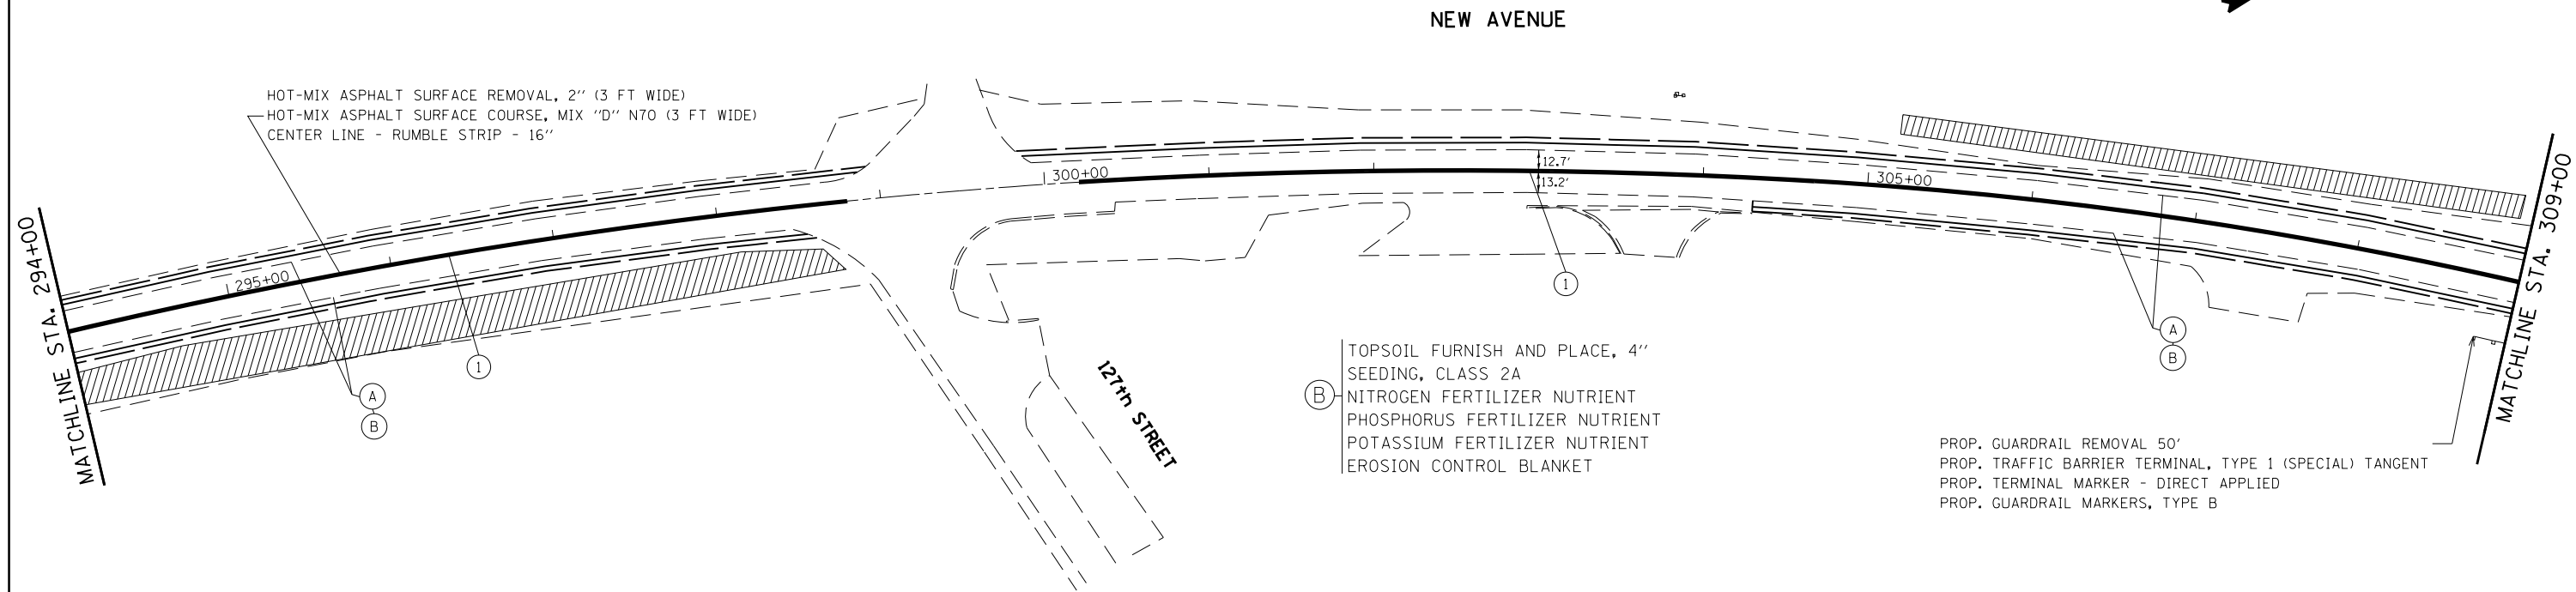 NEW AVENUE
HOT-MIX ASPHALT SURFACE REMOVAL, 2" (3 FT WIDE)
HOT-MIX ASPHALT SURFACE COURSE, MIX "D" N70 (3 FT WIDE)
CENTER LINE - RUMBLE STRIP - 16"
MATCHLINE STA. 294+00
295+00
300+00
12.7'
13.2'
305+00
MATCHLINE STA. 309+00
1
A
B
1
A
B
127th STREET
B
TOPSOIL FURNISH AND PLACE, 4"
SEEDING, CLASS 2A
NITROGEN FERTILIZER NUTRIENT
PHOSPHORUS FERTILIZER NUTRIENT
POTASSIUM FERTILIZER NUTRIENT
EROSION CONTROL BLANKET
PROP. GUARDRAIL REMOVAL 50'
PROP. TRAFFIC BARRIER TERMINAL, TYPE 1 (SPECIAL) TANGENT
PROP. TERMINAL MARKER - DIRECT APPLIED
PROP. GUARDRAIL MARKERS, TYPE B